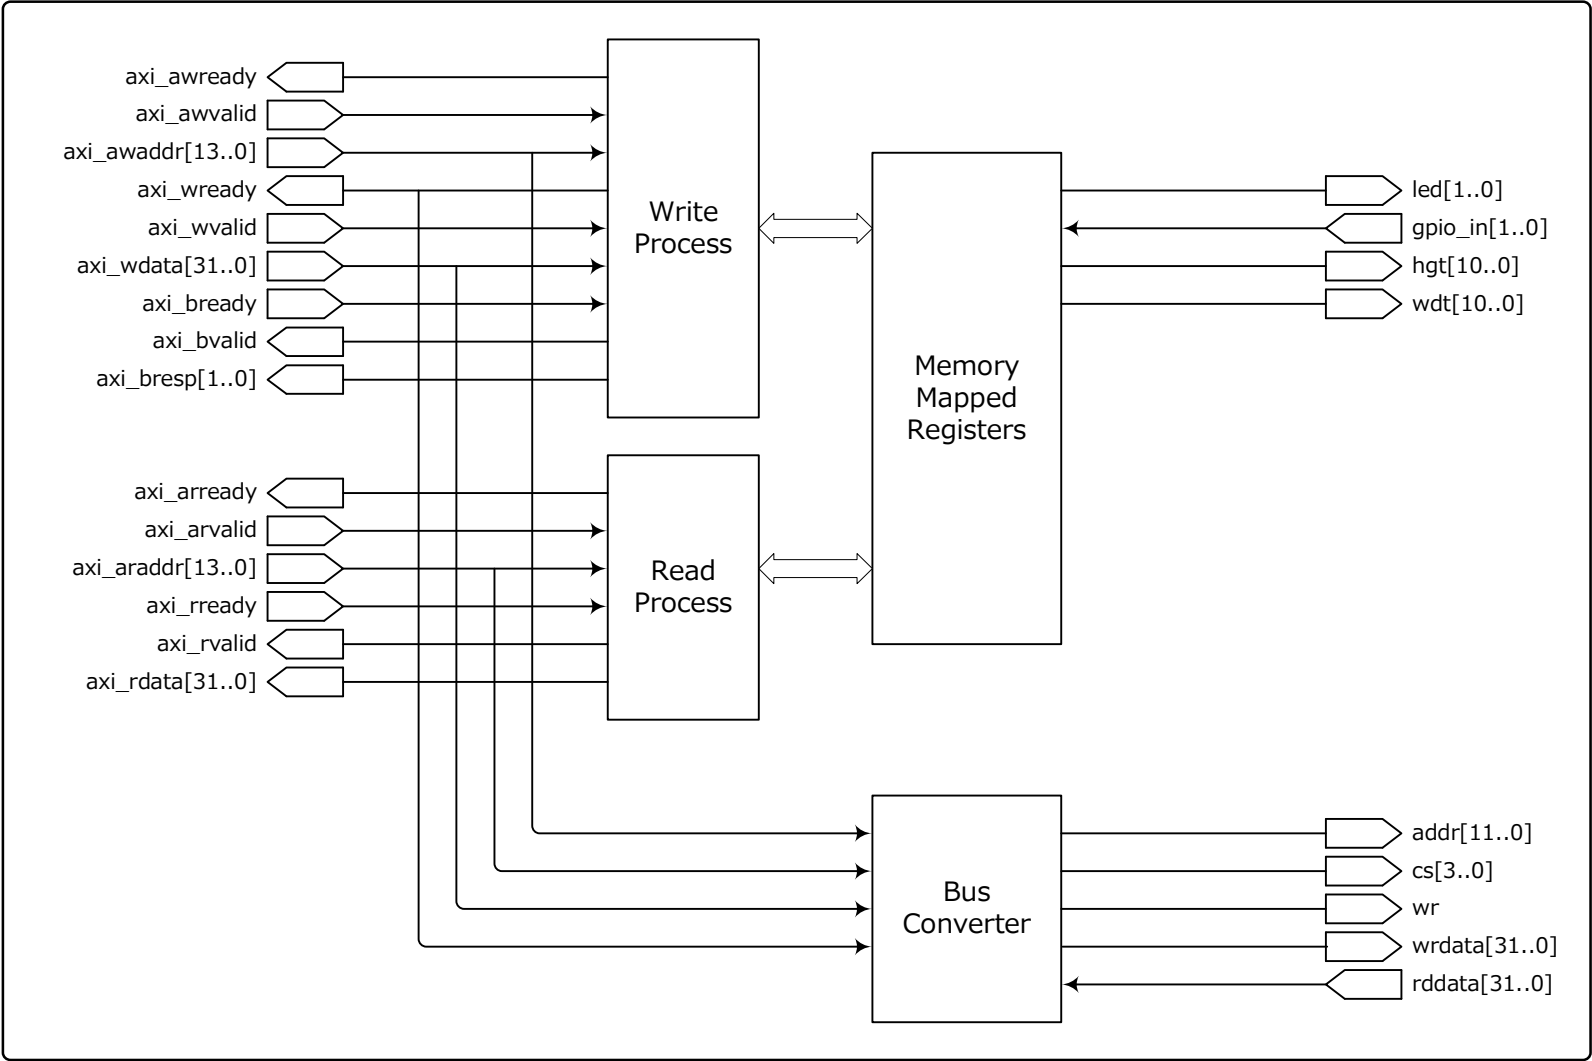 axi_awready
axi_awvalid
axi_awaddr[13..0]
axi_wready
axi_wvalid
axi_wdata[31..0]
axi_bready
axi_bvalid
axi_bresp[1..0]
Write
Process
axi_arready
axi_arvalid
axi_araddr[13..0]
axi_rready
axi_rvalid
axi_rdata[31..0]
Read
Process
Memory
Mapped
Registers
led[1..0]
gpio_in[1..0]
hgt[10..0]
wdt[10..0]
Bus
Converter
addr[11..0]
cs[3..0]
wr
wrdata[31..0]
rddata[31..0]